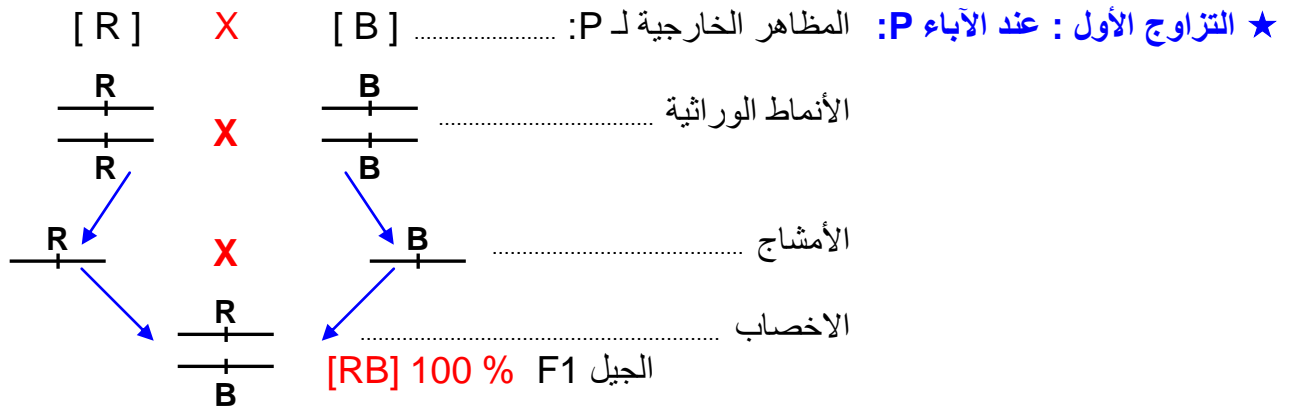 ★ التزاوج الأول : عند الآباء P: المظاهر الخارجية لـ P: .................... [ B ] X [ R ]
R B
الأنماط الوراثية ..............................
X
R B
R X B
الأمشاج ....................................
R
الاخصاب ....................................................
الجيل F1 [RB] 100 %
B